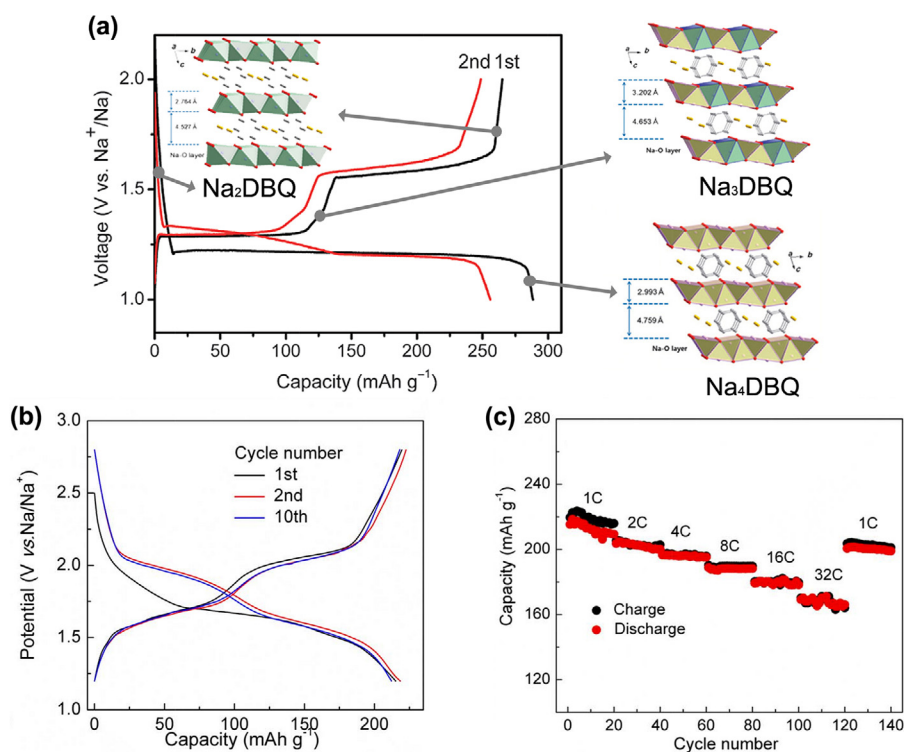 (a)
2.0
1.5
1.0
Voltage (V vs. Na⁺/Na)
0 50 100 150 200 250 300
Capacity (mAh g⁻¹)
2nd 1st
a b
c
2.764 Å
4.597 Å
Na-O layer
Na₂DBQ
a b
c
3.202 Å
4.653 Å
Na-O layer
Na₃DBQ
a b
c
2.993 Å
4.759 Å
Na-O layer
Na₄DBQ
(b)
3.0
2.5
2.0
1.5
1.0
Potential (V vs.Na/Na⁺)
Cycle number
1st
2nd
10th
0 50 100 150 200
Capacity (mAh g⁻¹)
(c)
280
240
200
160
120
Capacity (mAh g⁻¹)
1C
2C
4C
8C
16C
32C
1C
Charge
Discharge
0 20 40 60 80 100 120 140
Cycle number